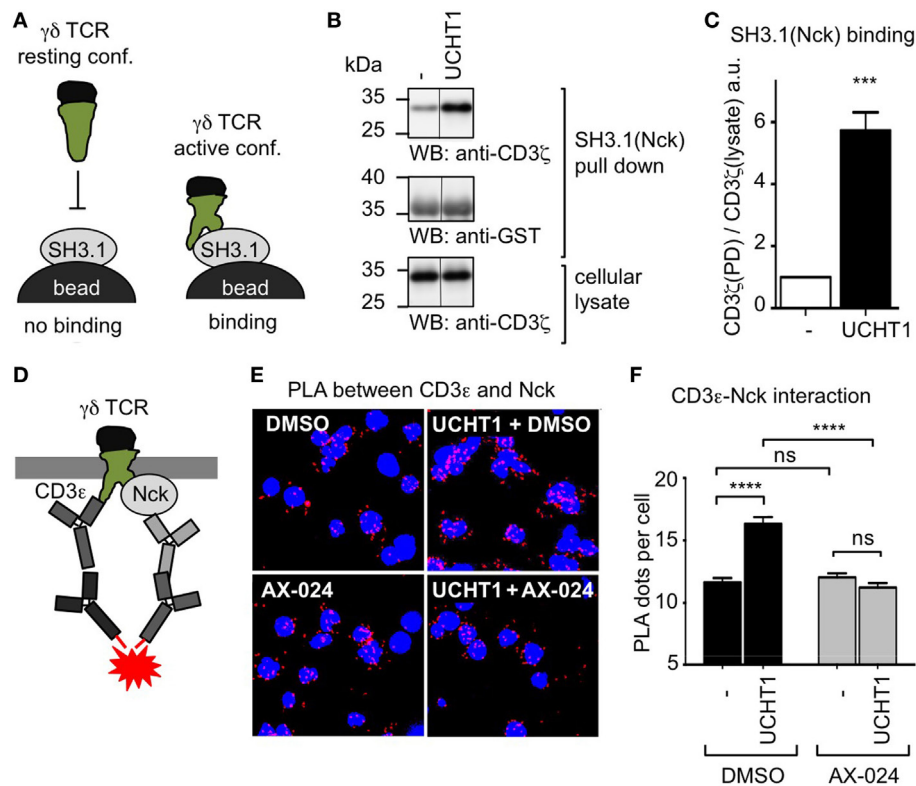 A
γδ TCR
resting conf.
γδ TCR
active conf.
SH3.1
bead
no binding
SH3.1
bead
binding
B
kDa
-
UCHT1
35
25
WB: anti-CD3ζ
40
35
WB: anti-GST
SH3.1(Nck)
pull down
35
25
WB: anti-CD3ζ
cellular
lysate
C
SH3.1(Nck) binding
CD3ζ(PD) / CD3ζ(lysate) a.u.
***
6
4
2
0
-
UCHT1
D
γδ TCR
CD3ε
Nck
E
PLA between CD3ε and Nck
DMSO
UCHT1 + DMSO
AX-024
UCHT1 + AX-024
F
CD3ε-Nck interaction
PLA dots per cell
****
ns
****
ns
20
15
10
5
-
UCHT1
-
UCHT1
DMSO
AX-024